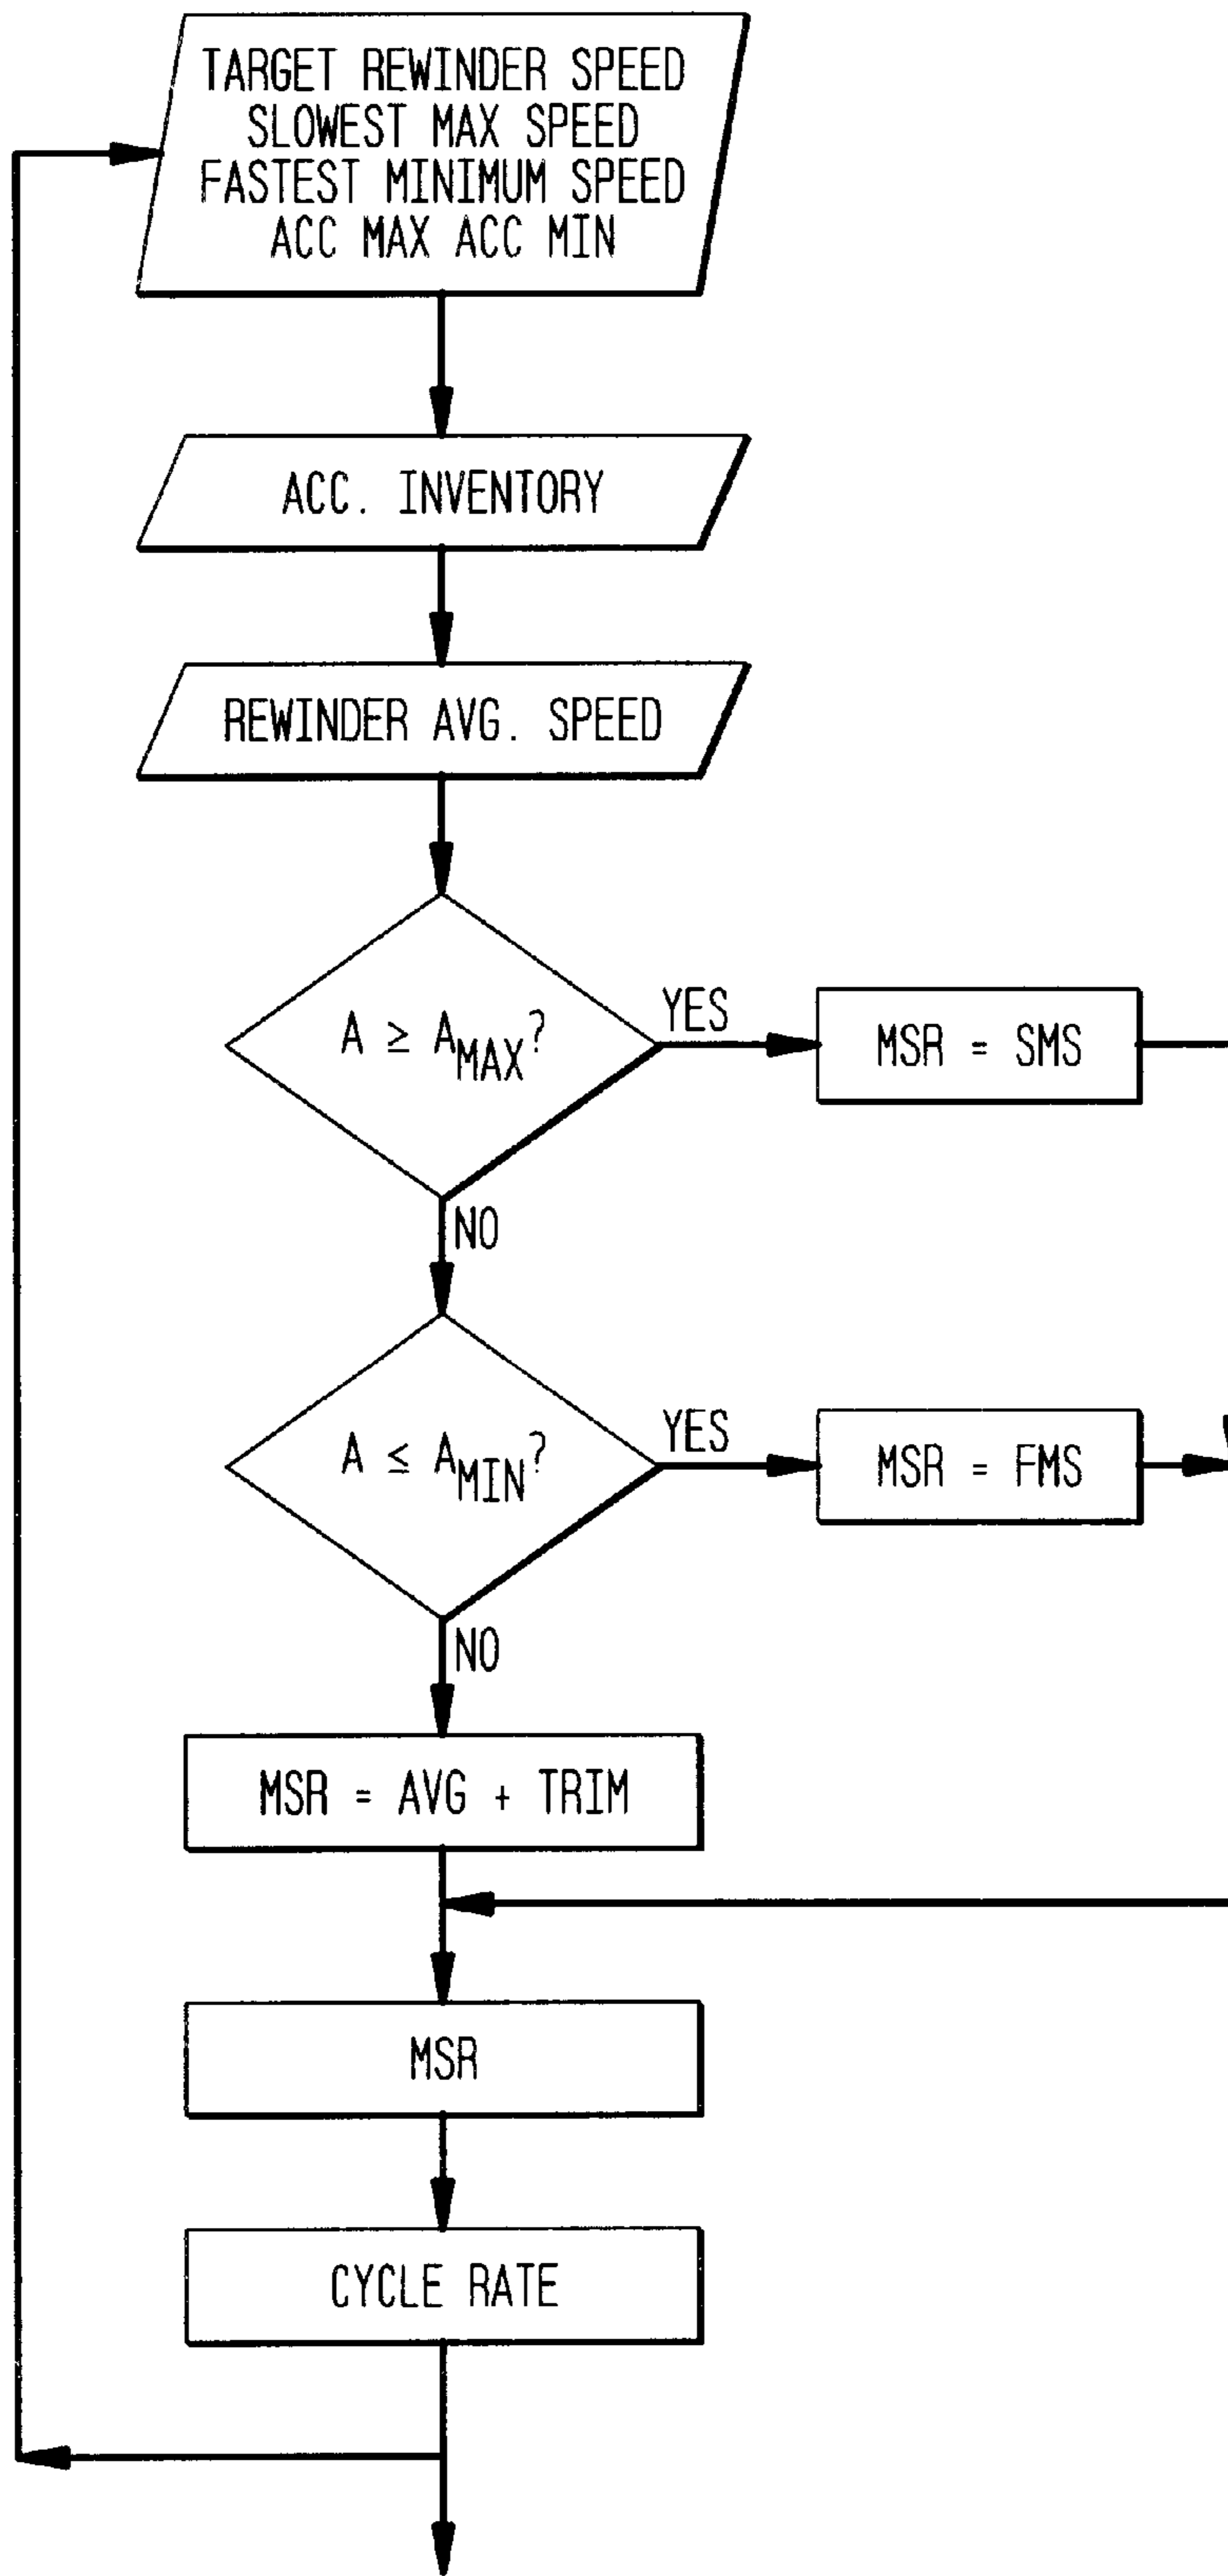 TARGET REWINDER SPEED
SLOWEST MAX SPEED
FASTEST MINIMUM SPEED
ACC MAX ACC MIN
ACC. INVENTORY
REWINDER AVG. SPEED
A ≥ AMAX?
YES
MSR = SMS
NO
A ≤ AMIN?
YES
MSR = FMS
NO
MSR = AVG + TRIM
MSR
CYCLE RATE